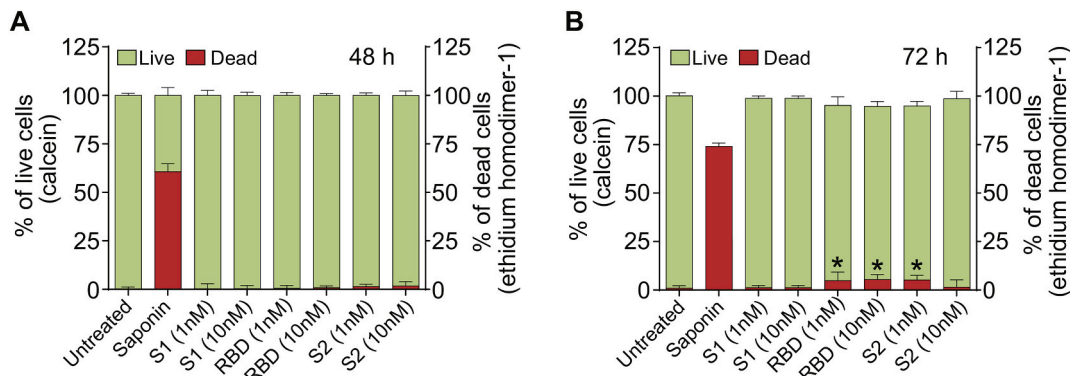 A
48 h
Live
Dead
% of live cells
(calcein)
125
100
75
50
25
0
125
100
75
50
25
0
% of dead cells
(ethidium homodimer-1)
Untreated
Saponin
S1 (1nM)
S1 (10nM)
RBD (1nM)
RBD (10nM)
S2 (1nM)
S2 (10nM)
B
72 h
Live
Dead
% of live cells
(calcein)
125
100
75
50
25
0
* * *
125
100
75
50
25
0
% of dead cells
(ethidium homodimer-1)
Untreated
Saponin
S1 (1nM)
S1 (10nM)
RBD (1nM)
RBD (10nM)
S2 (1nM)
S2 (10nM)